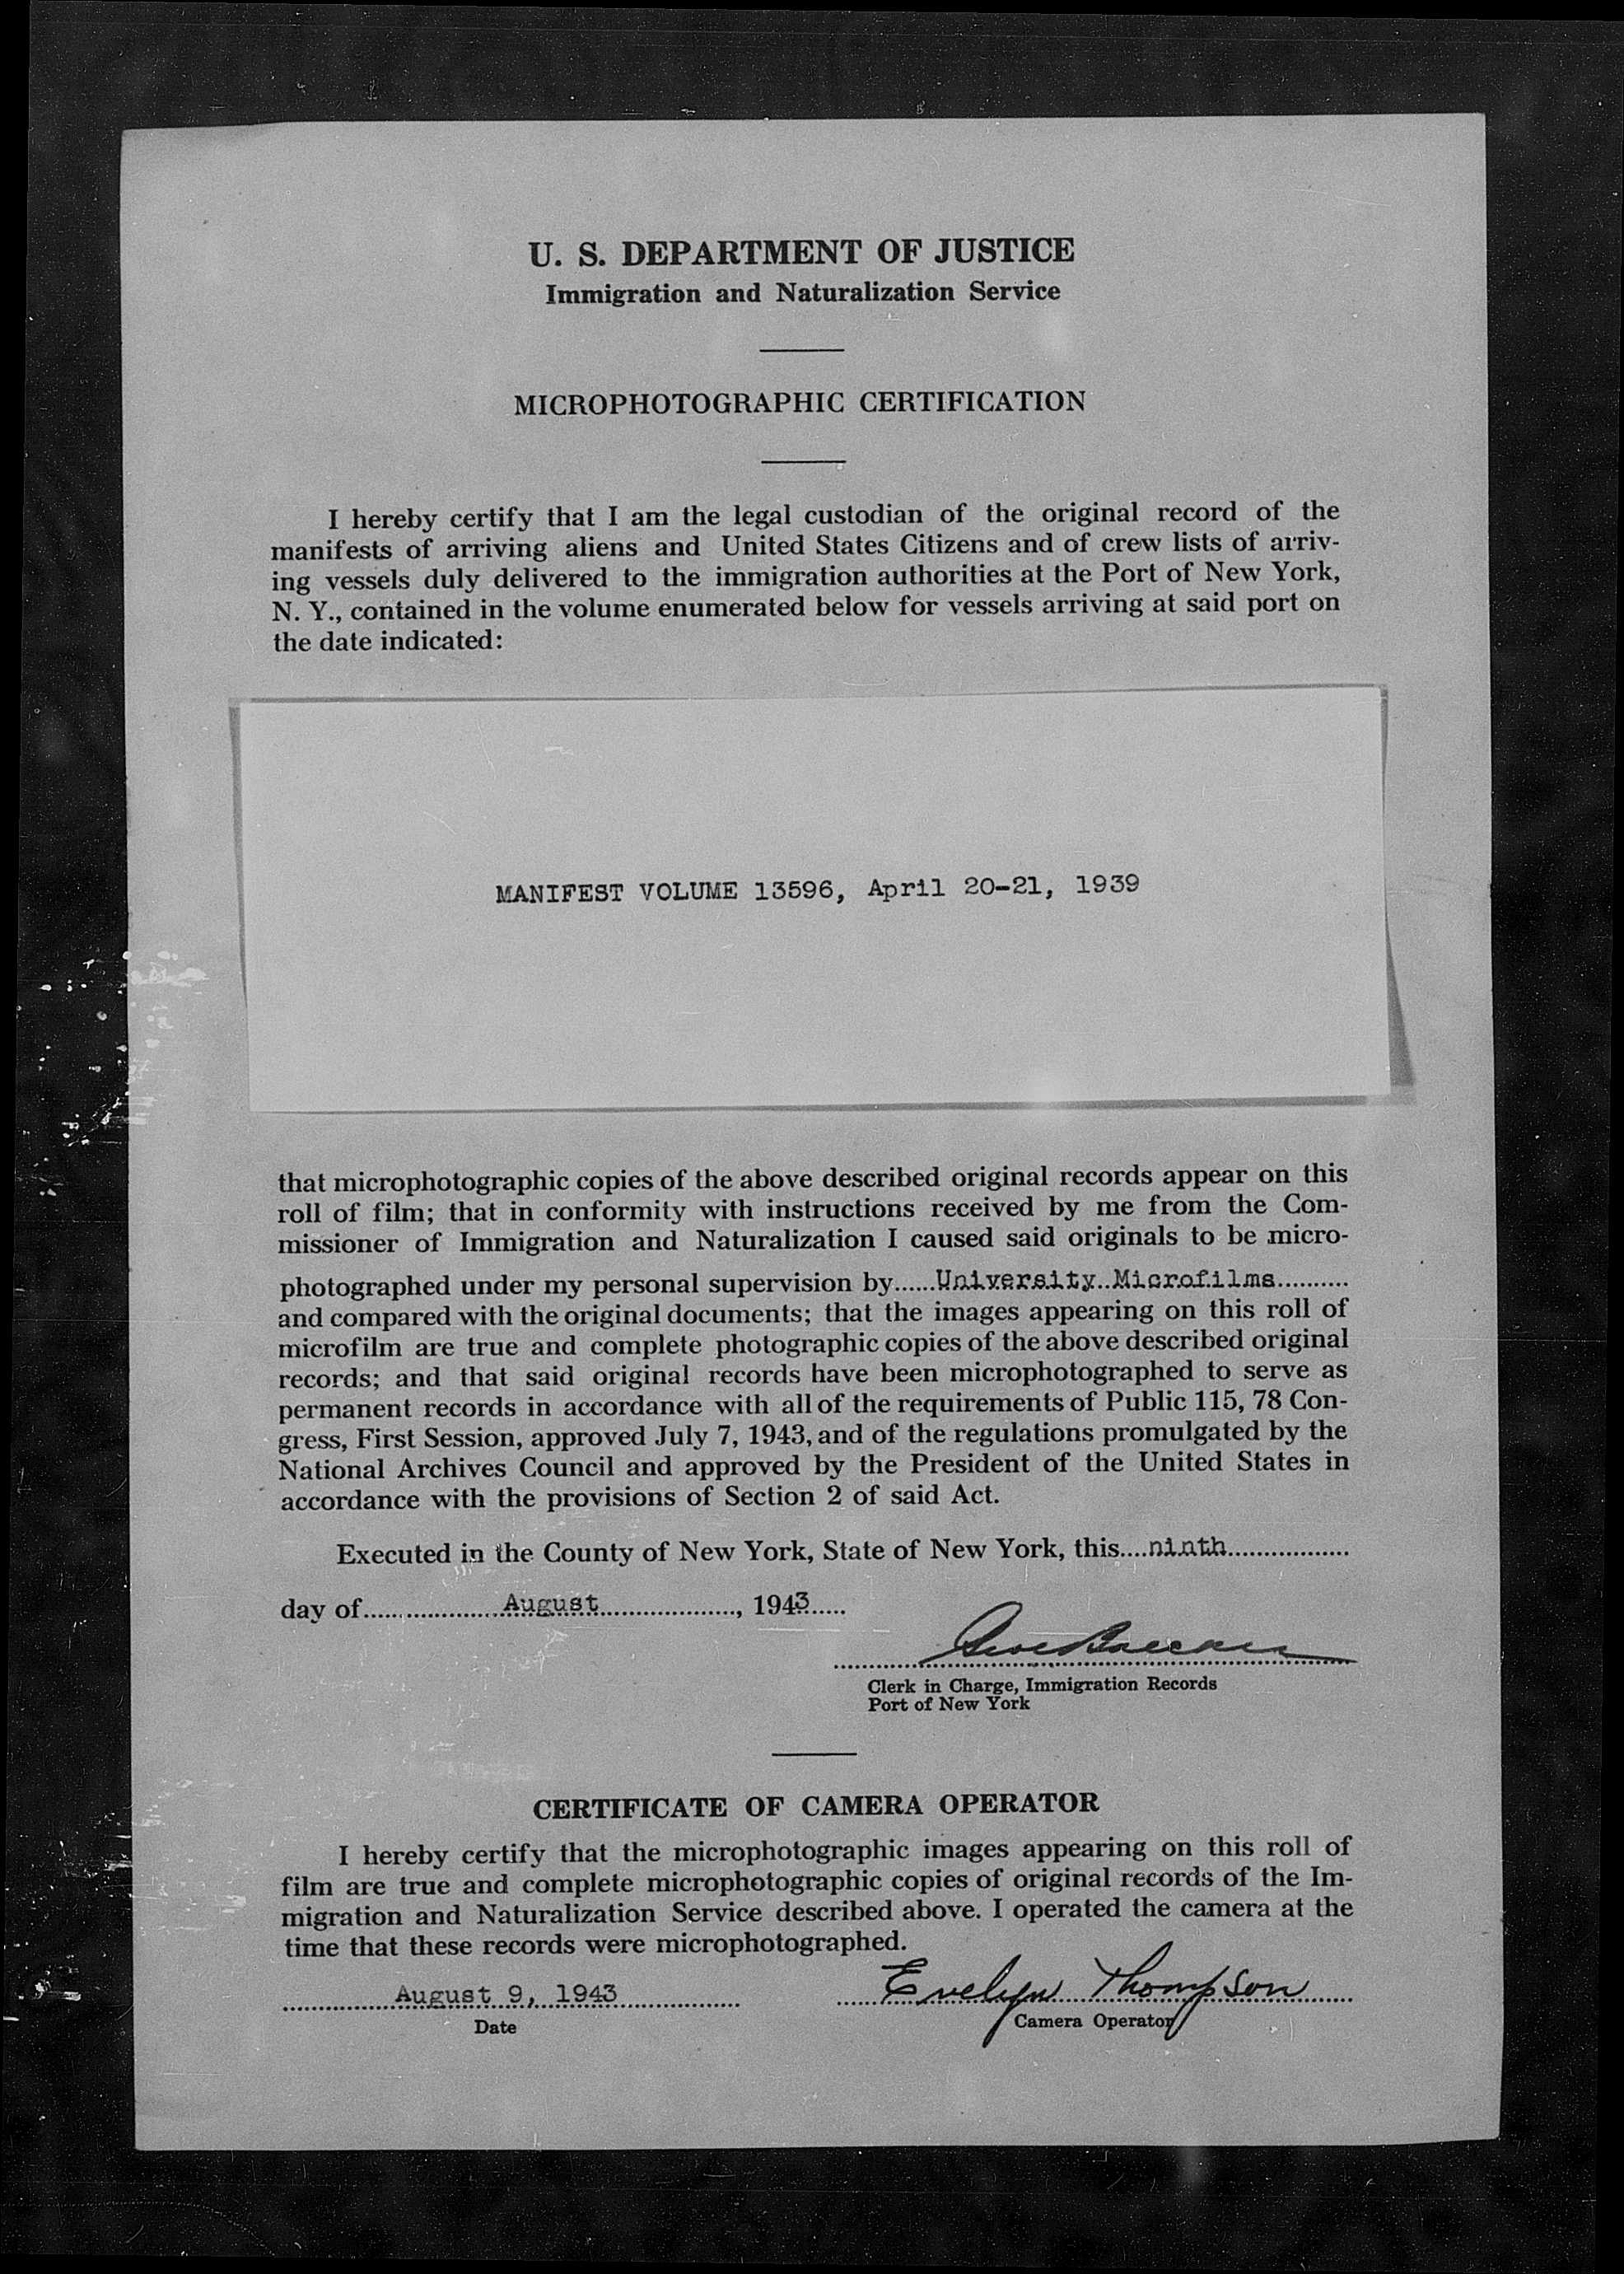 U. S. DEPARTMENT OF JUSTICE
Immigration and Naturalization Service
MICROPHOTOGRAPHIC CERTIFICATION
I hereby certify that I am the legal custodian of the original record of the
manifests of arriving aliens and United States Citizens and of crew lists of arriv-
ing vessels duly delivered to the immigration authorities at the Port of New York,
N. Y., contained in the volume enumerated below for vessels arriving at said port on
the date indicated:
MANIFEST VOLUME 13596, April 20-21, 1939
that microphotographic copies of the above described original records appear on this
roll of film; that in conformity with instructions received by me from the Com-
missioner of Immigration and Naturalization I caused said originals to be micro-
photographed under my personal supervision by......University Microfilms..........
and compared with the original documents; that the images appearing on this roll of
microfilm are true and complete photographic copies of the above described original
records; and that said original records have been microphotographed to serve as
permanent records in accordance with all of the requirements of Public 115, 78 Con-
gress, First Session, approved July 7, 1943, and of the regulations promulgated by the
National Archives Council and approved by the President of the United States in
accordance with the provisions of Section 2 of said Act.
Executed in the County of New York, State of New York, this....ninth..................
day of......................August......................, 1943......
Clerk in Charge, Immigration Records
Port of New York
CERTIFICATE OF CAMERA OPERATOR
I hereby certify that the microphotographic images appearing on this roll of
film are true and complete microphotographic copies of original records of the Im-
migration and Naturalization Service described above. I operated the camera at the
time that these records were microphotographed.
August 9, 1943
Evelyn Thompson
Date
Camera Operator